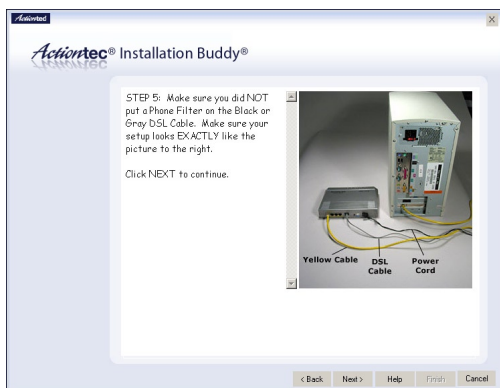 Actiontec
Actiontec® Installation Buddy®
STEP 5: Make sure you did NOT
put a Phone Filter on the Black or
Gray DSL Cable. Make sure your
setup looks EXACTLY like the
picture to the right.
Click NEXT to continue.
Yellow Cable
DSL
Cable
Power
Cord
< Back Next > Help Finish Cancel